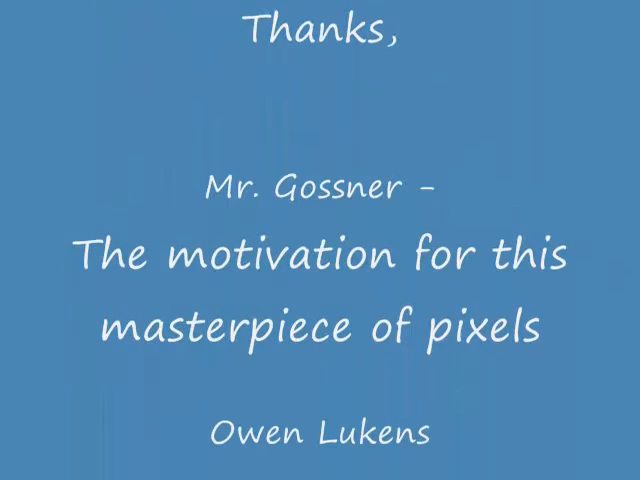 Thanks,
Mr. Gossner -
The motivation for this
masterpiece of pixels
Owen Lukens